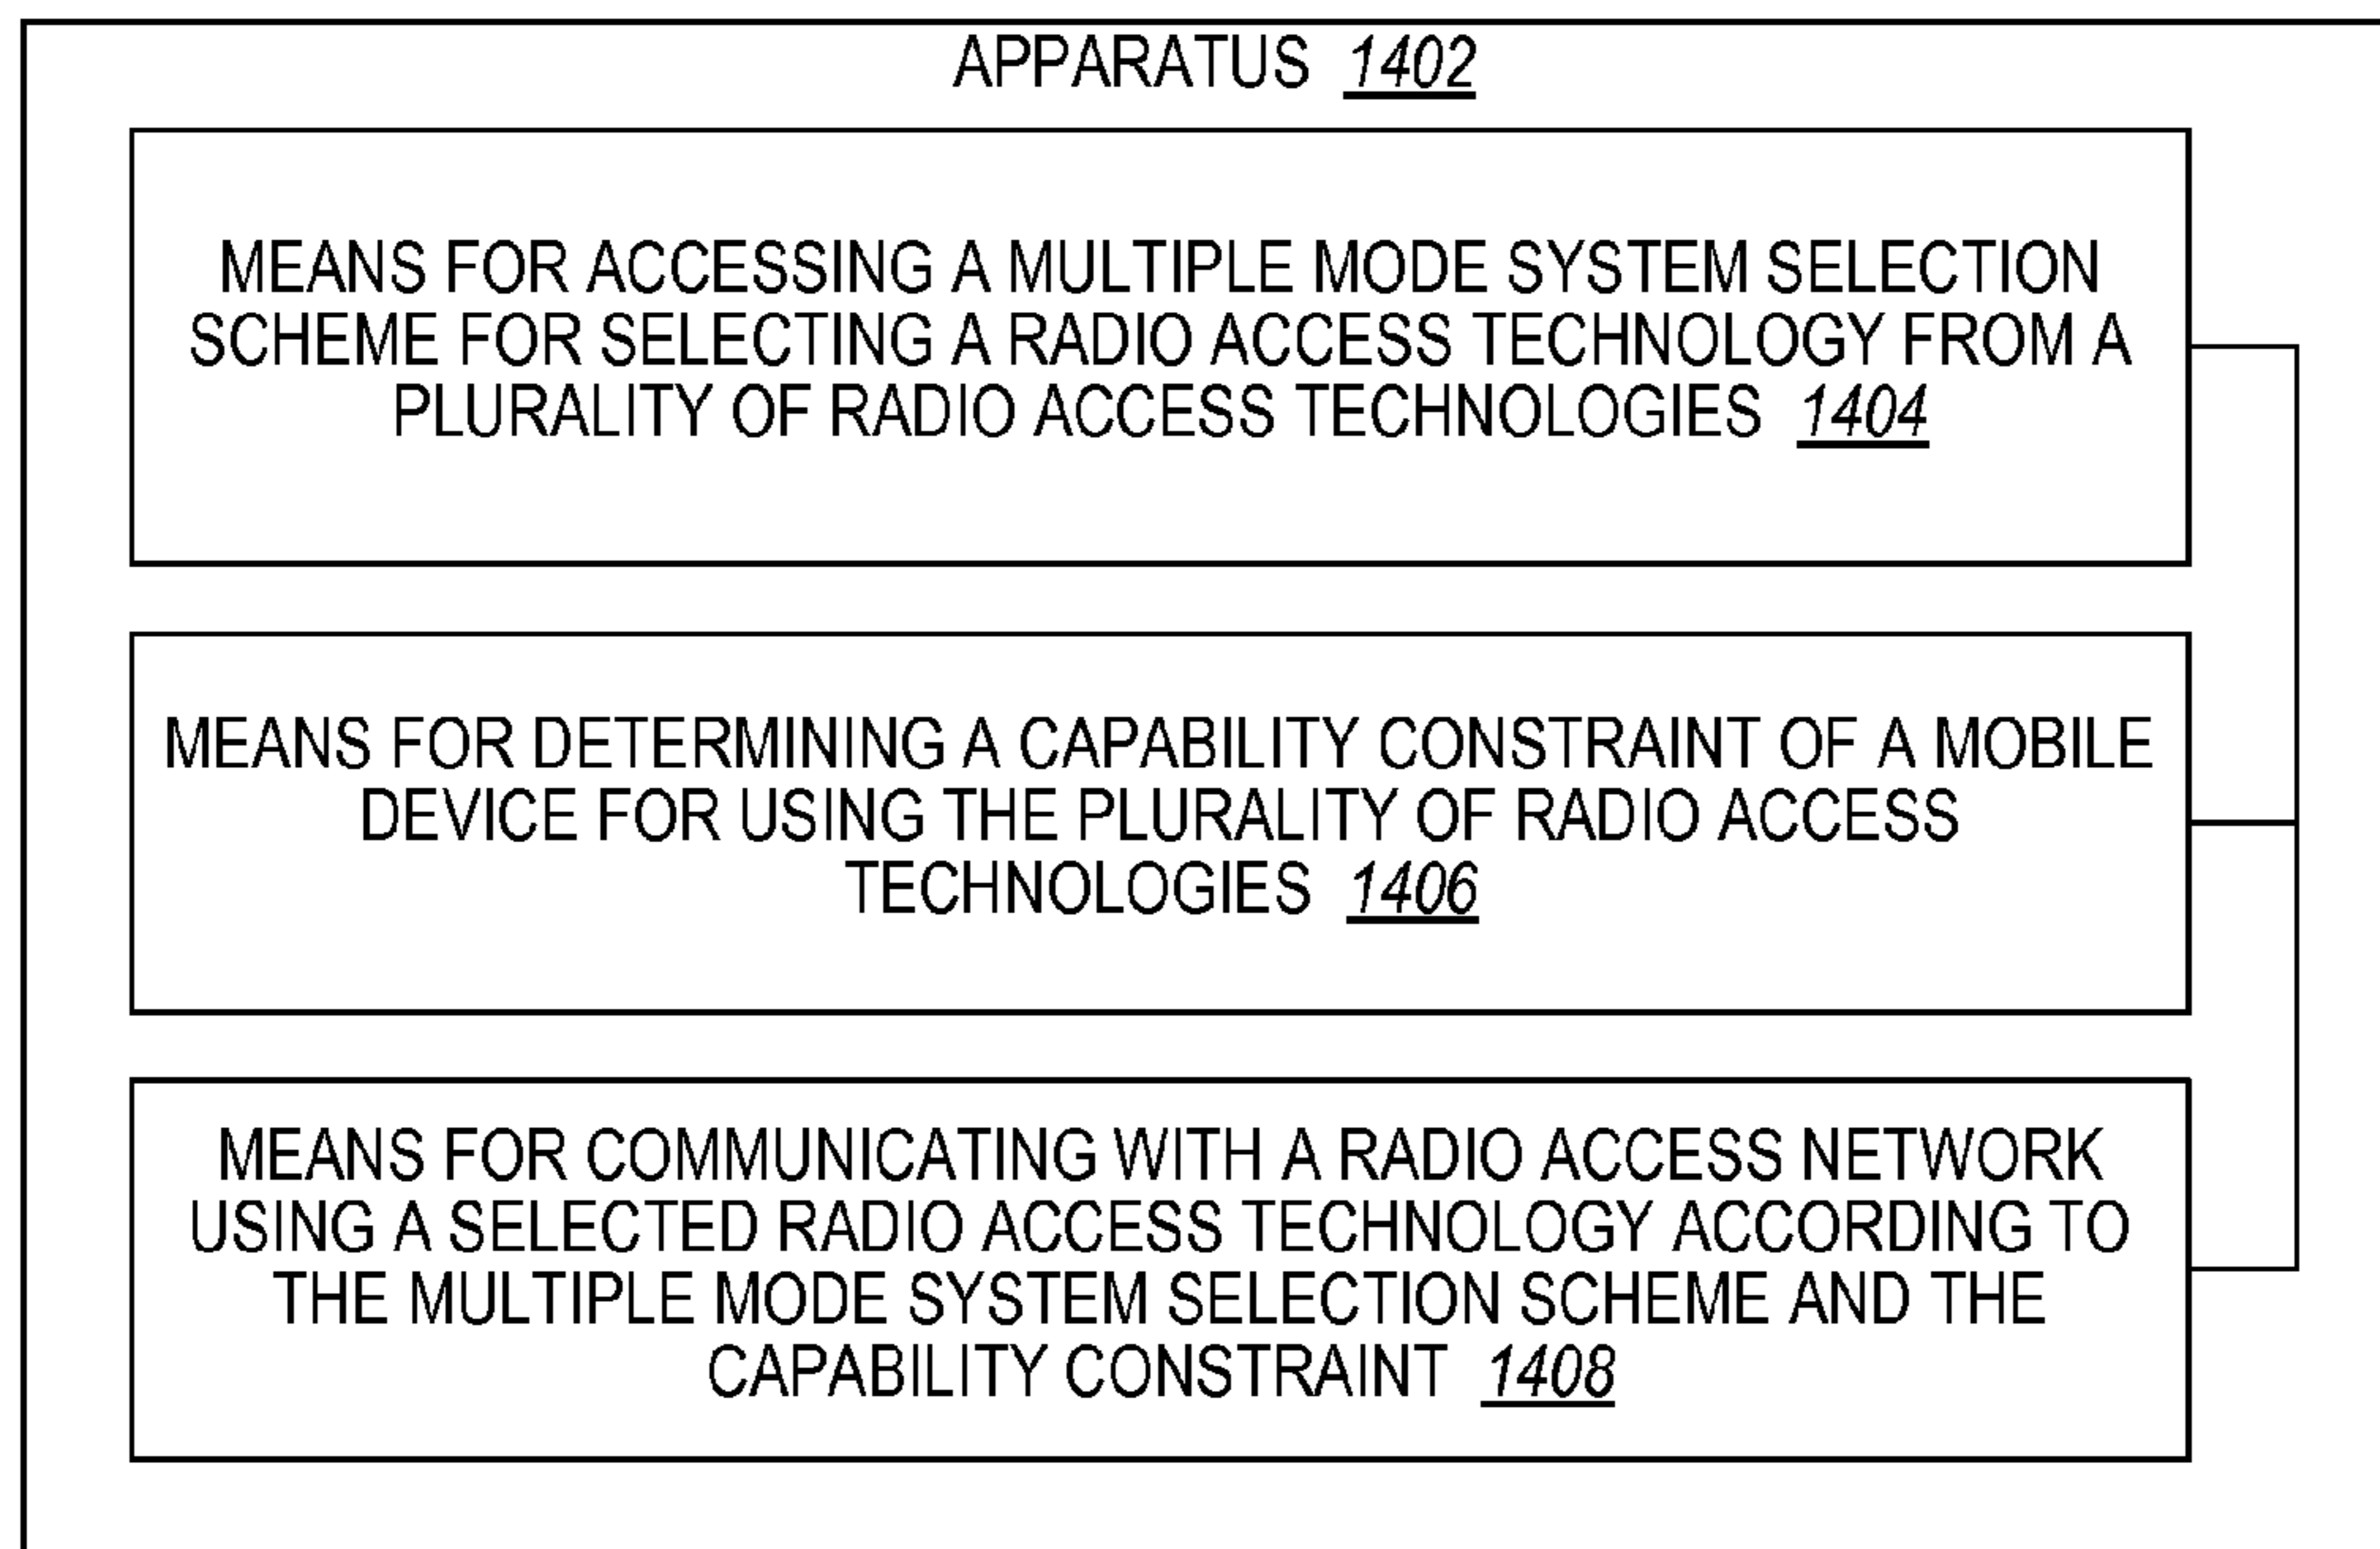 APPARATUS 1402
MEANS FOR ACCESSING A MULTIPLE MODE SYSTEM SELECTION
SCHEME FOR SELECTING A RADIO ACCESS TECHNOLOGY FROM A
PLURALITY OF RADIO ACCESS TECHNOLOGIES 1404
MEANS FOR DETERMINING A CAPABILITY CONSTRAINT OF A MOBILE
DEVICE FOR USING THE PLURALITY OF RADIO ACCESS
TECHNOLOGIES 1406
MEANS FOR COMMUNICATING WITH A RADIO ACCESS NETWORK
USING A SELECTED RADIO ACCESS TECHNOLOGY ACCORDING TO
THE MULTIPLE MODE SYSTEM SELECTION SCHEME AND THE
CAPABILITY CONSTRAINT 1408